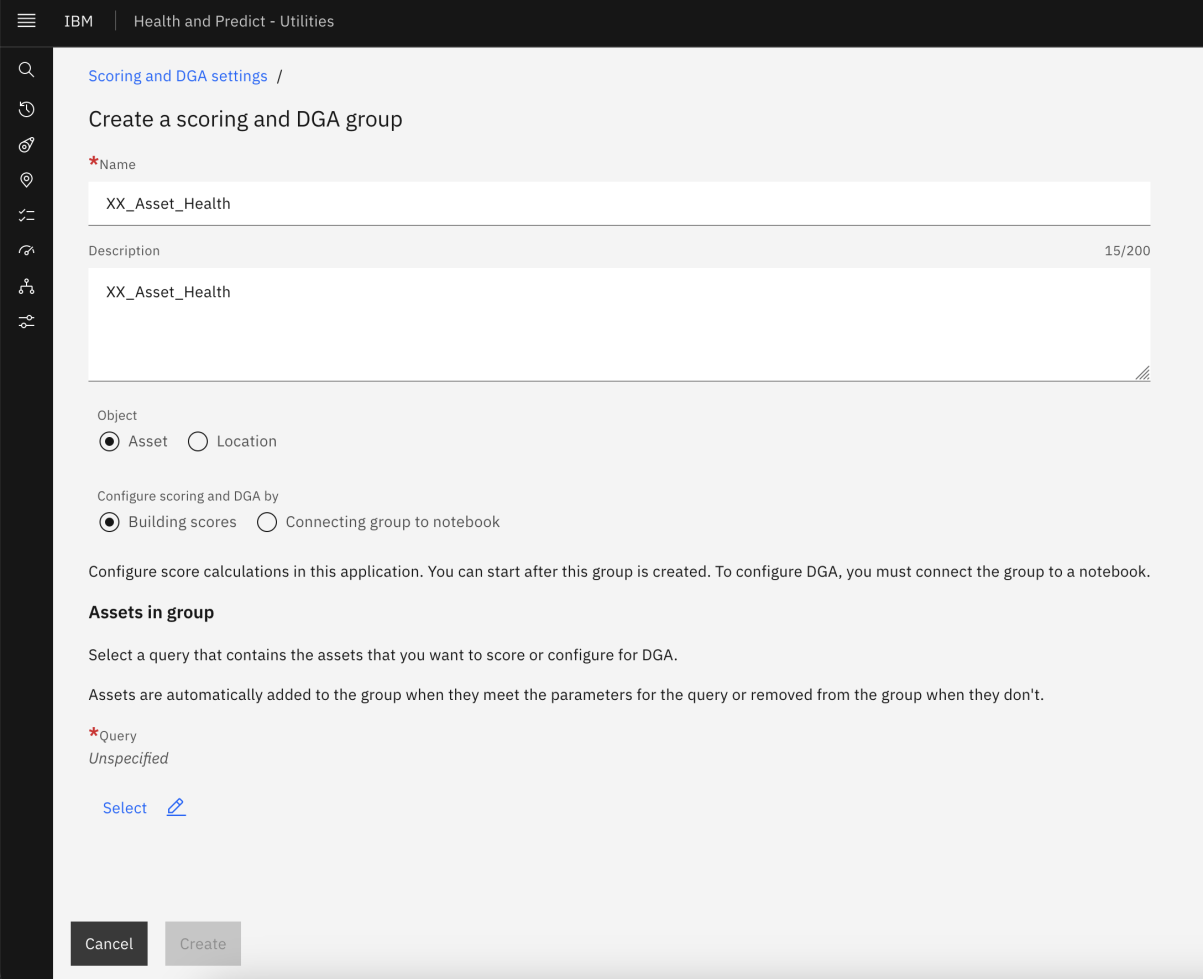 IBM Health and Predict - Utilities
Scoring and DGA settings /
Create a scoring and DGA group
*Name
XX_Asset_Health
Description 15/200
XX_Asset_Health
Object
Asset Location
Configure scoring and DGA by
Building scores Connecting group to notebook
Configure score calculations in this application. You can start after this group is created. To configure DGA, you must connect the group to a notebook.
Assets in group
Select a query that contains the assets that you want to score or configure for DGA.
Assets are automatically added to the group when they meet the parameters for the query or removed from the group when they don't.
*Query
Unspecified
Select
Cancel Create